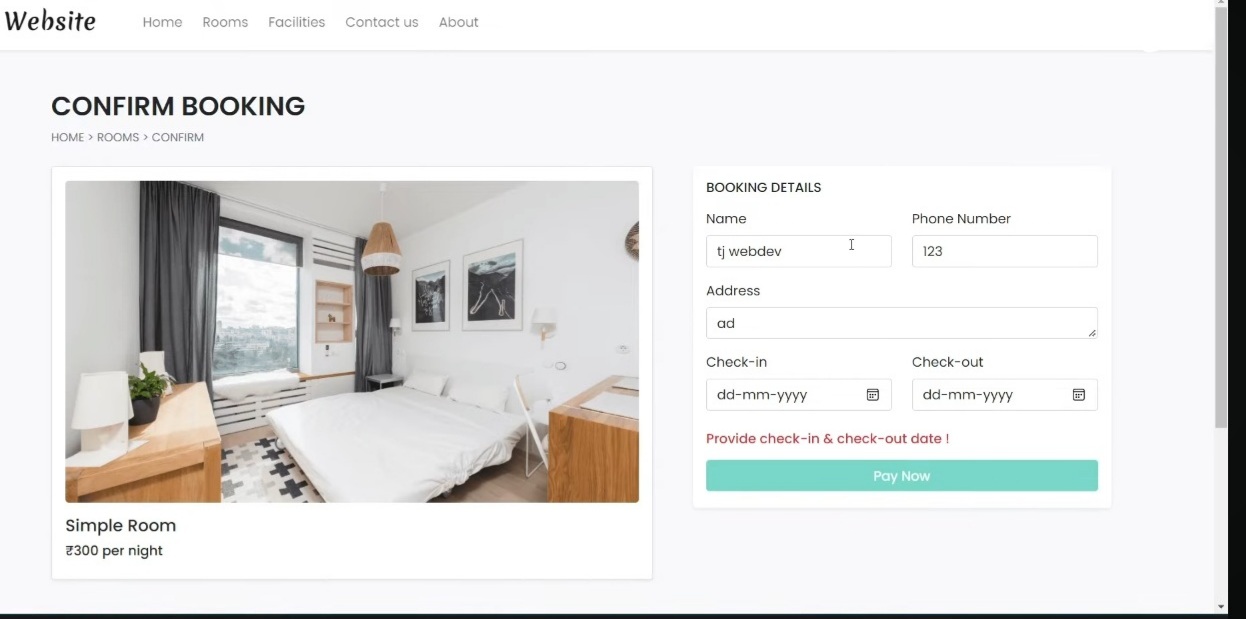 Website Home Rooms Facilities Contact us About
CONFIRM BOOKING
HOME > ROOMS > CONFIRM
Simple Room
₹300 per night
BOOKING DETAILS
Name Phone Number
tj webdev 123
Address
ad
Check-in Check-out
dd-mm-yyyy dd-mm-yyyy
Provide check-in & check-out date !
Pay Now